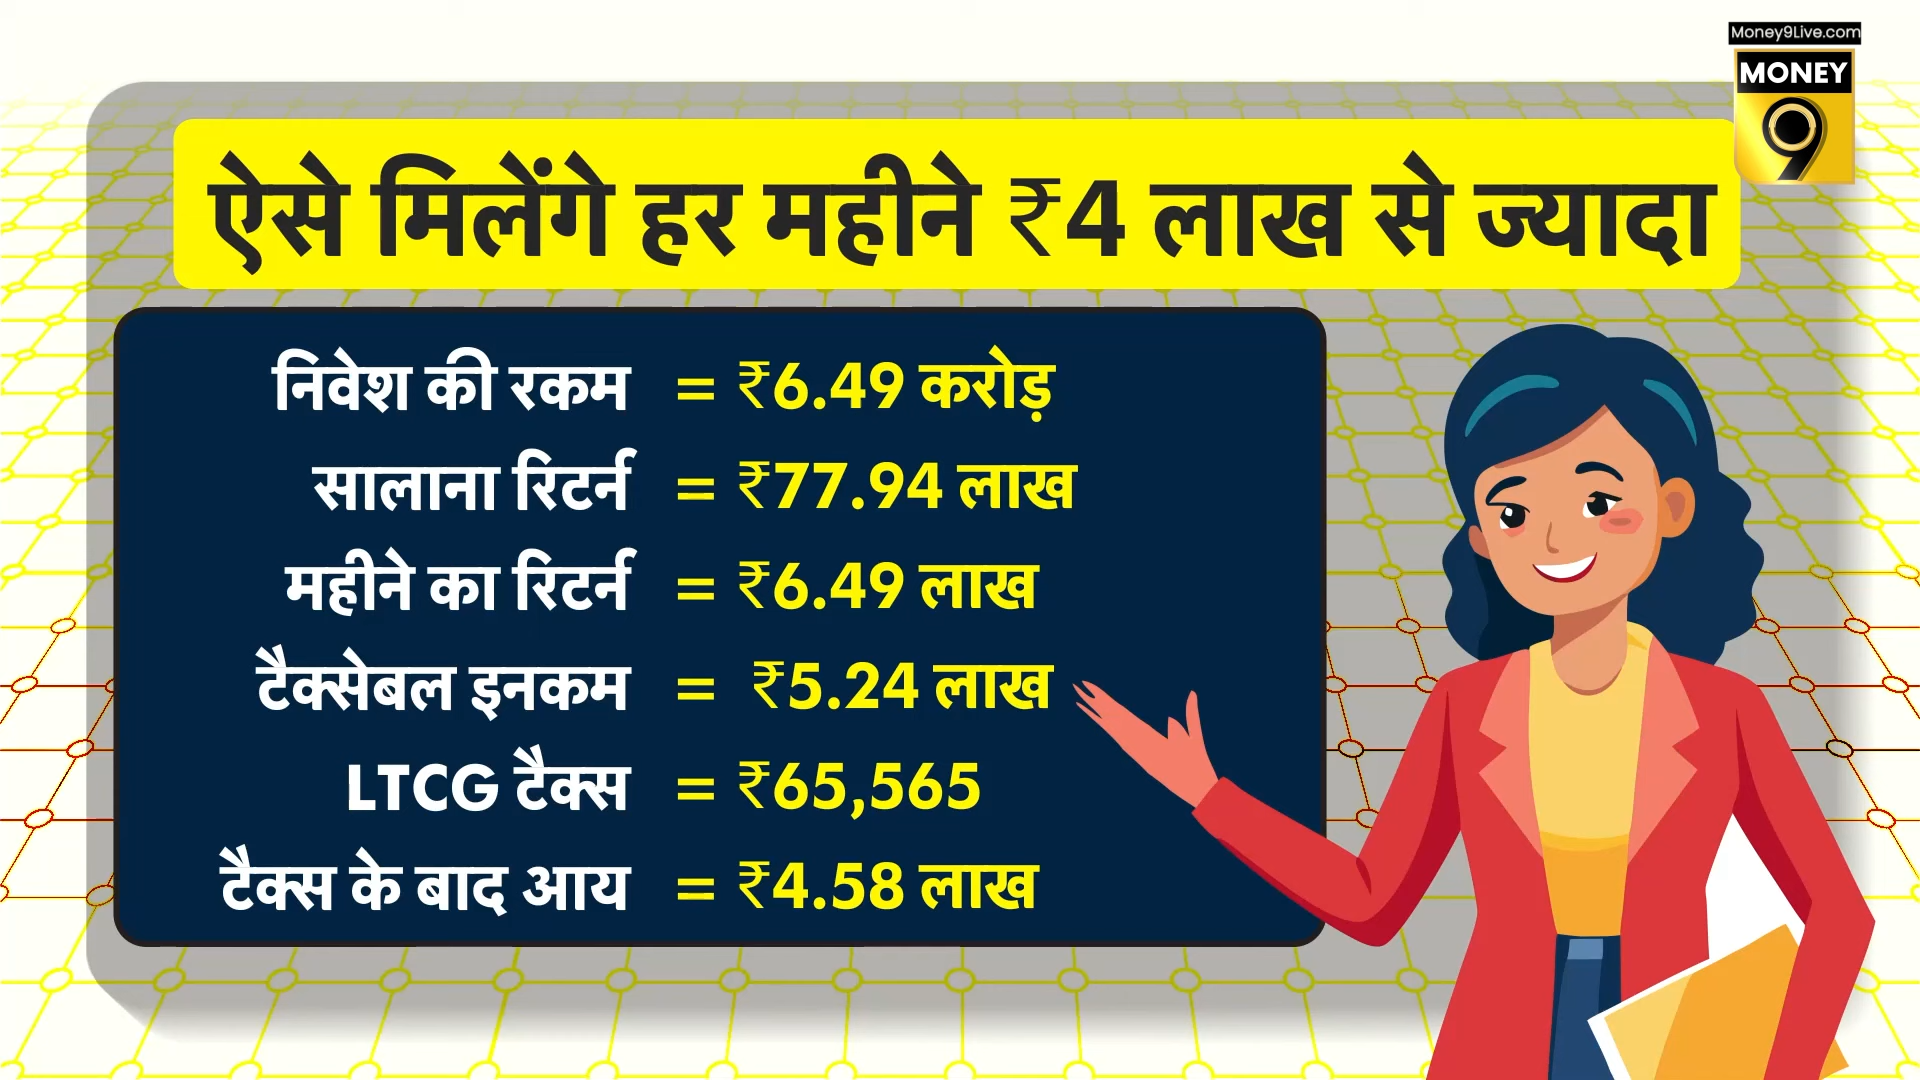 Money9Live.com
MONEY
9
ऐसे मिलेंगे हर महीने ₹4 लाख से ज्यादा
निवेश की रकम = ₹6.49 करोड़
सालाना रिटर्न = ₹77.94 लाख
महीने का रिटर्न = ₹6.49 लाख
टैक्सेबल इनकम = ₹5.24 लाख
LTCG टैक्स = ₹65,565
टैक्स के बाद आय = ₹4.58 लाख